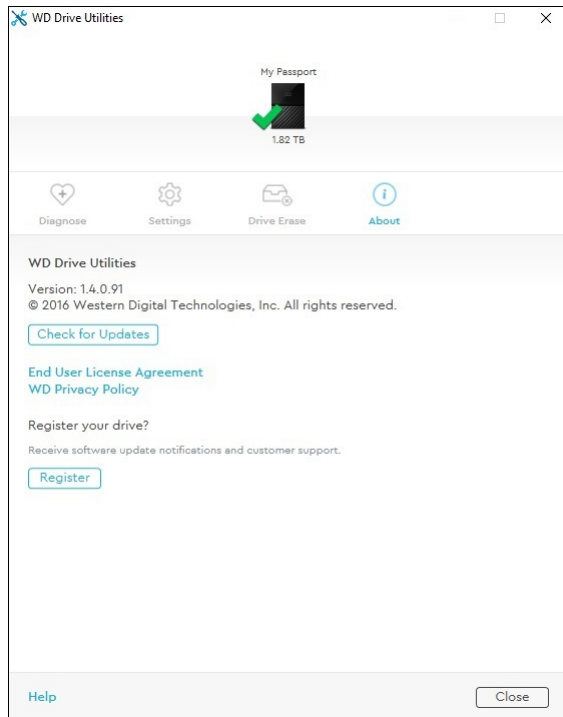 WD Drive Utilities
My Passport
1.82 TB
Diagnose Settings Drive Erase About
WD Drive Utilities
Version: 1.4.0.91
© 2016 Western Digital Technologies, Inc. All rights reserved.
Check for Updates
End User License Agreement
WD Privacy Policy
Register your drive?
Receive software update notifications and customer support.
Register
Help Close